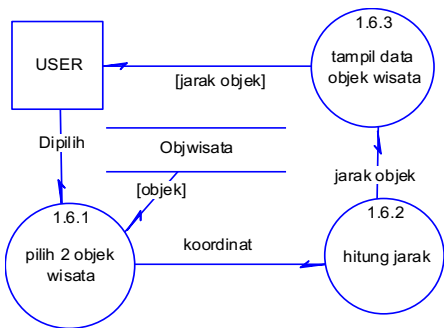 1.6.3
tampil data
objek wisata
USER
[jarak objek]
Dipilih
Objwisata
[objek]
jarak objek
1.6.1
pilih 2 objek
wisata
koordinat
1.6.2
hitung jarak